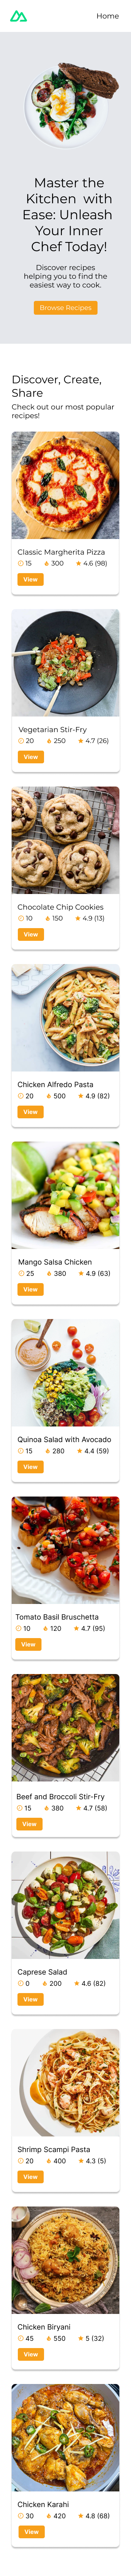 Home
Master the
Kitchen with
Ease: Unleash
Your Inner
Chef Today!
Discover recipes
helping you to find the
easiest way to cook.
Browse Recipes
Discover, Create,
Share
Check out our most popular
recipes!
Classic Margherita Pizza
15 300 4.6 (98)
View
Vegetarian Stir-Fry
20 250 4.7 (26)
View
Chocolate Chip Cookies
10 150 4.9 (13)
View
Chicken Alfredo Pasta
20 500 4.9 (82)
View
Mango Salsa Chicken
25 380 4.9 (63)
View
Quinoa Salad with Avocado
15 280 4.4 (59)
View
Tomato Basil Bruschetta
10 120 4.7 (95)
View
Beef and Broccoli Stir-Fry
15 380 4.7 (58)
View
Caprese Salad
0 200 4.6 (82)
View
Shrimp Scampi Pasta
20 400 4.3 (5)
View
Chicken Biryani
45 550 5 (32)
View
Chicken Karahi
30 420 4.8 (68)
View